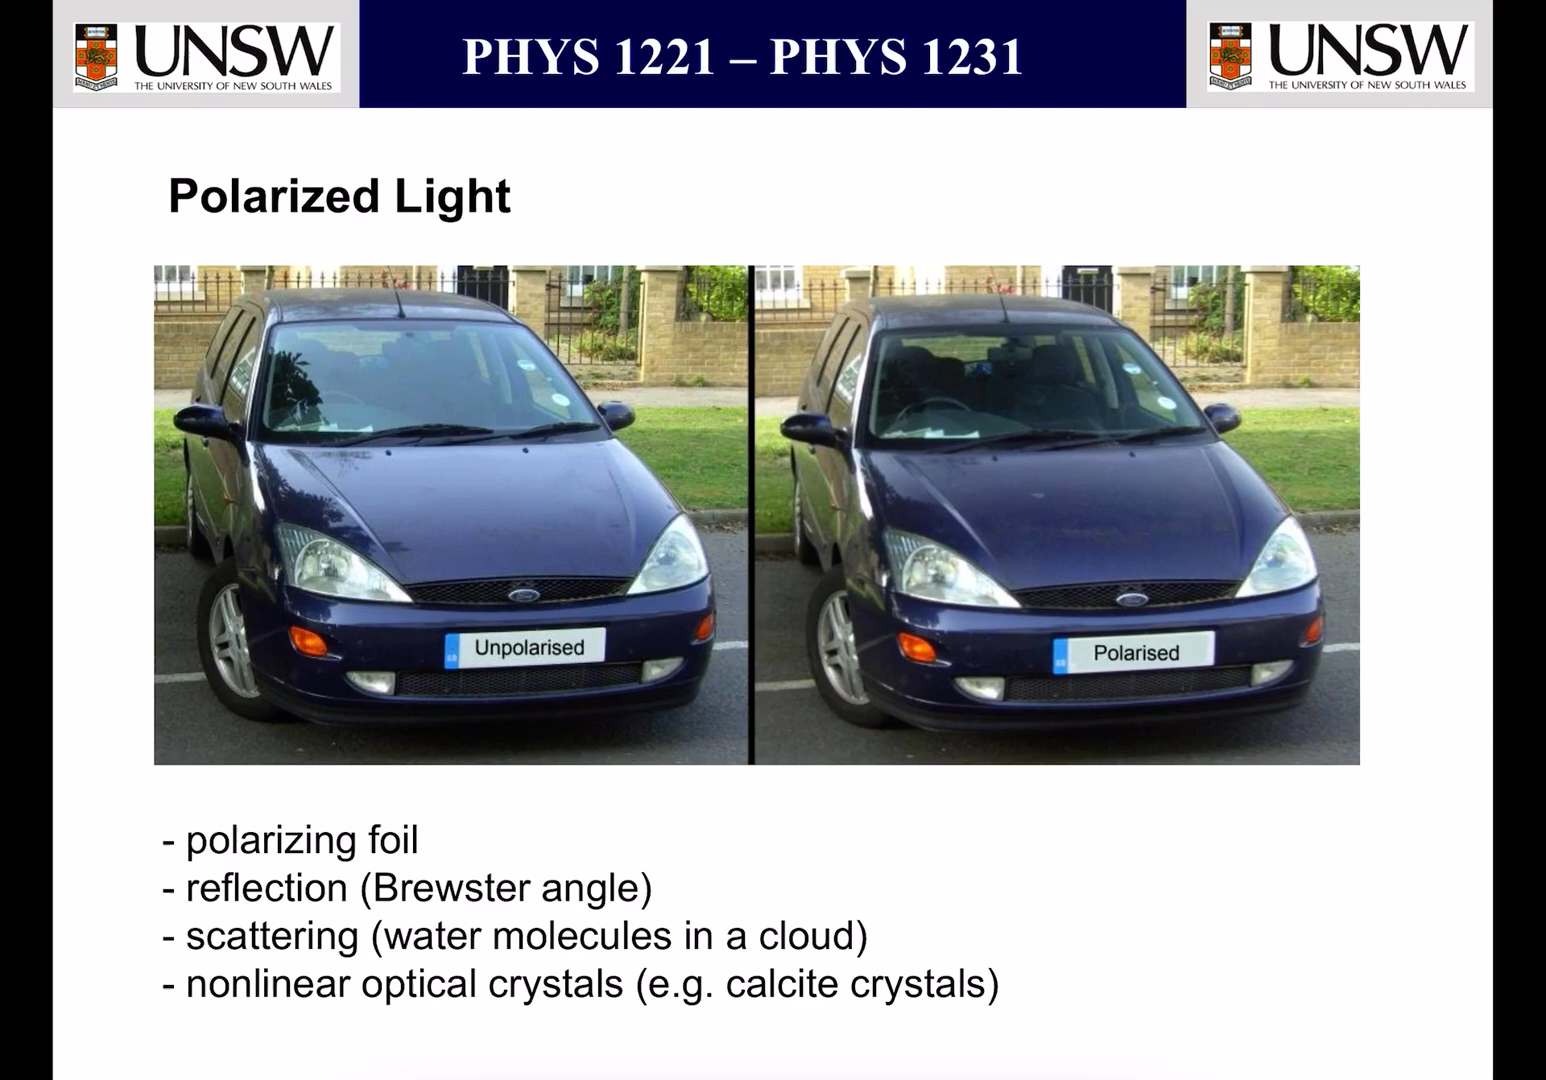 UNSW
THE UNIVERSITY OF NEW SOUTH WALES
PHYS 1221 – PHYS 1231
UNSW
THE UNIVERSITY OF NEW SOUTH WALES
Polarized Light
Unpolarised
Polarised
- polarizing foil
- reflection (Brewster angle)
- scattering (water molecules in a cloud)
- nonlinear optical crystals (e.g. calcite crystals)